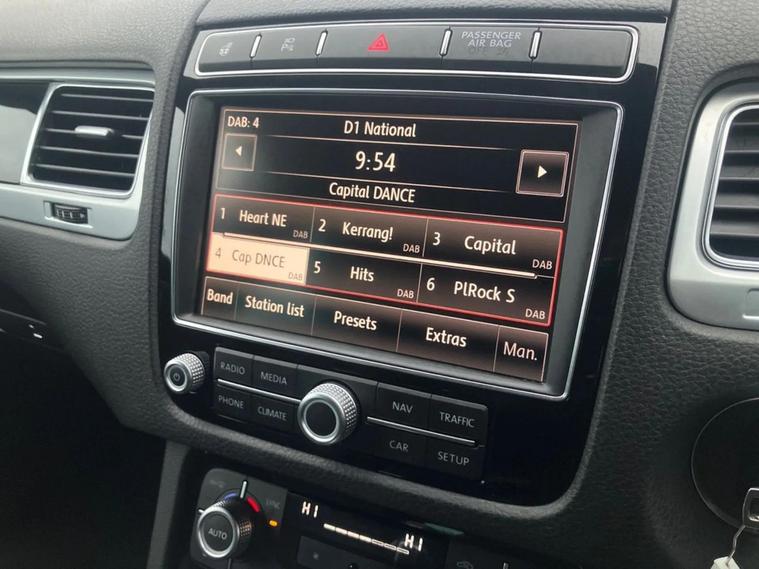 PASSENGER
AIR BAG
DAB: 4
D1 National
9:54
Capital DANCE
1 Heart NE DAB
2 Kerrang! DAB
3 Capital DAB
4 Cap DNCE DAB
5 Hits DAB
6 PlRock S DAB
Band Station list Presets Extras Man.
RADIO MEDIA NAV TRAFFIC
PHONE CLIMATE CAR SETUP
AUTO
HI
HI